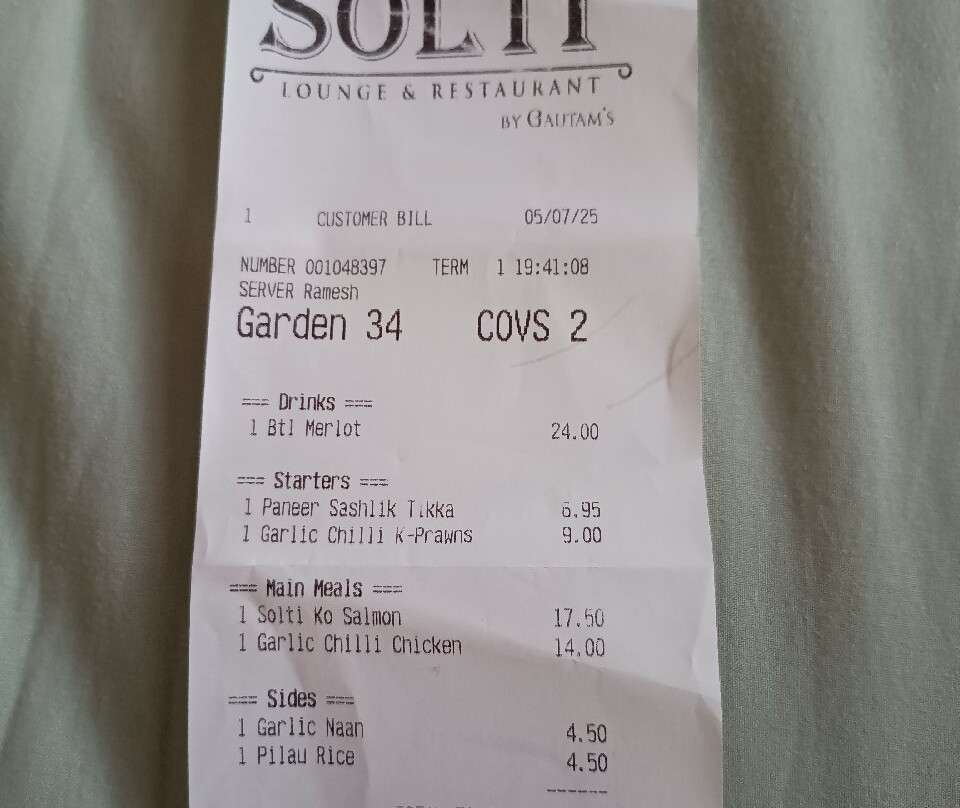 SOLTI
LOUNGE & RESTAURANT
BY GAUTAM'S
1 CUSTOMER BILL 05/07/25
NUMBER 001048397 TERM 1 19:41:08
SERVER Ramesh
Garden 34 COVS 2
=== Drinks ===
1 Btl Merlot 24.00
=== Starters ===
1 Paneer Sashlik Tikka 6.95
1 Garlic Chilli K-Prawns 9.00
=== Main Meals ===
1 Solti Ko Salmon 17.50
1 Garlic Chilli Chicken 14.00
=== Sides ===
1 Garlic Naan 4.50
1 Pilau Rice 4.50
------